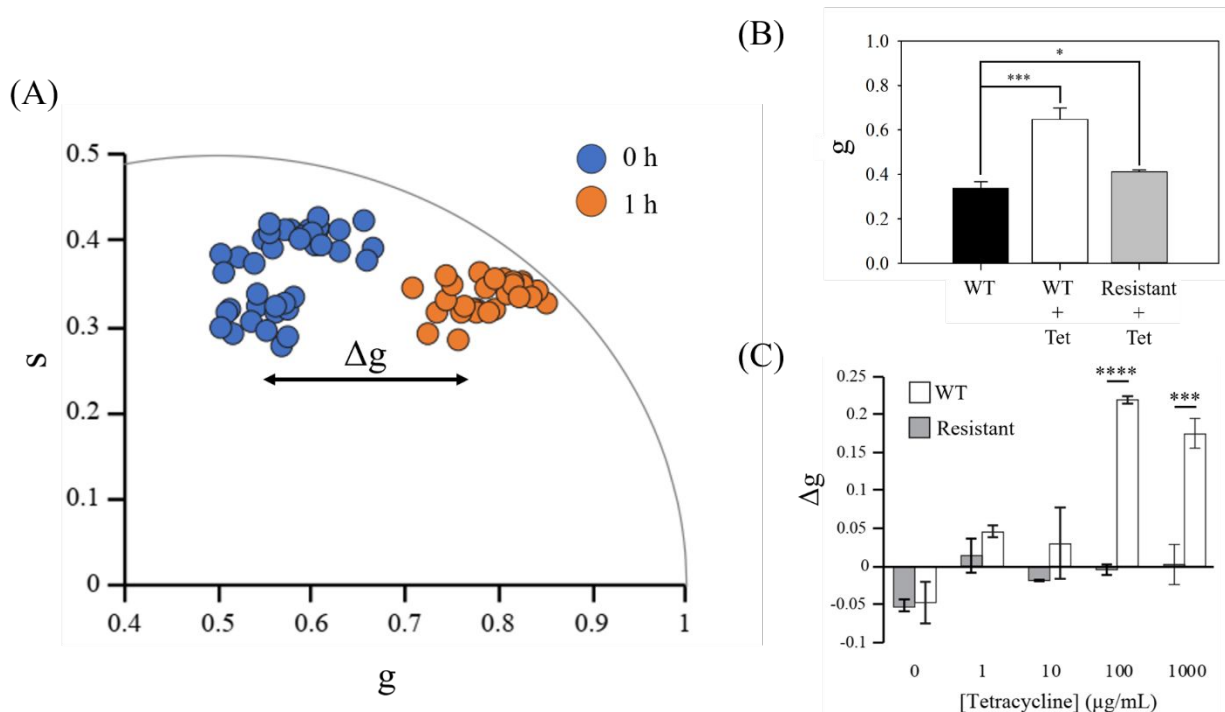 (A)
s
0.5
0.4
0.3
0.2
0.1
0
0.4
0.5
0.6
0.7
0.8
0.9
1
g
0 h
1 h
Δg
(B)
g
1.0
0.8
0.6
0.4
0.2
0.0
*
***
WT
WT
+
Tet
Resistant
+
Tet
(C)
Δg
0.25
0.2
0.15
0.1
0.05
0
-0.05
-0.1
WT
Resistant
****
***
0
1
10
100
1000
[Tetracycline] (µg/mL)